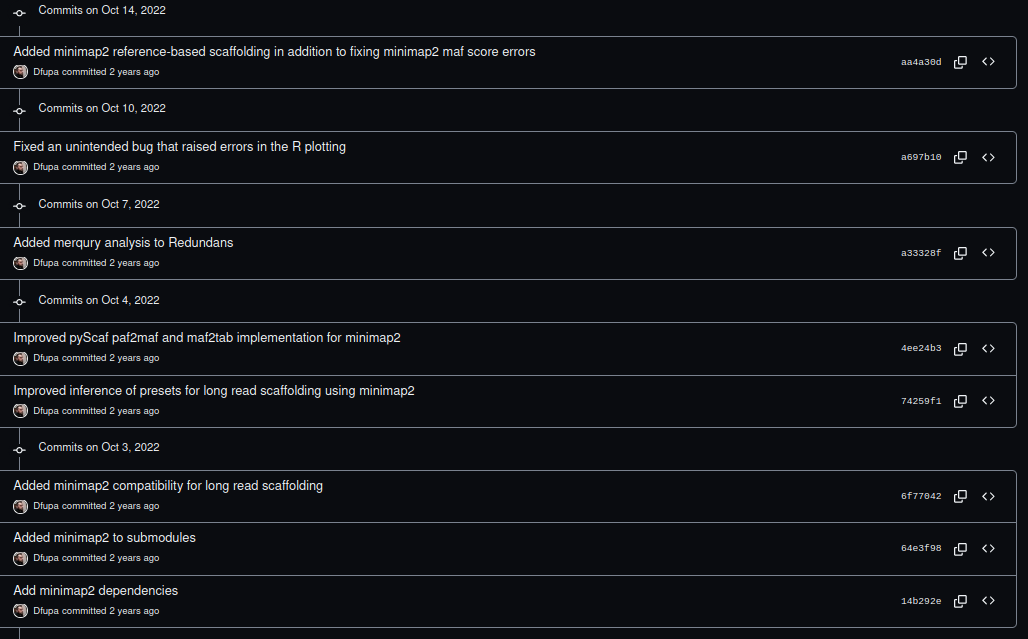 Commits on Oct 14, 2022
Added minimap2 reference-based scaffolding in addition to fixing minimap2 maf score errors
Dfupa committed 2 years ago
aa4a30d
Commits on Oct 10, 2022
Fixed an unintended bug that raised errors in the R plotting
Dfupa committed 2 years ago
a697b10
Commits on Oct 7, 2022
Added merqury analysis to Redundans
Dfupa committed 2 years ago
a33328f
Commits on Oct 4, 2022
Improved pyScaf paf2maf and maf2tab implementation for minimap2
Dfupa committed 2 years ago
4ee24b3
Improved inference of presets for long read scaffolding using minimap2
Dfupa committed 2 years ago
74259f1
Commits on Oct 3, 2022
Added minimap2 compatibility for long read scaffolding
Dfupa committed 2 years ago
6f77042
Added minimap2 to submodules
Dfupa committed 2 years ago
64e3f98
Add minimap2 dependencies
Dfupa committed 2 years ago
14b292e